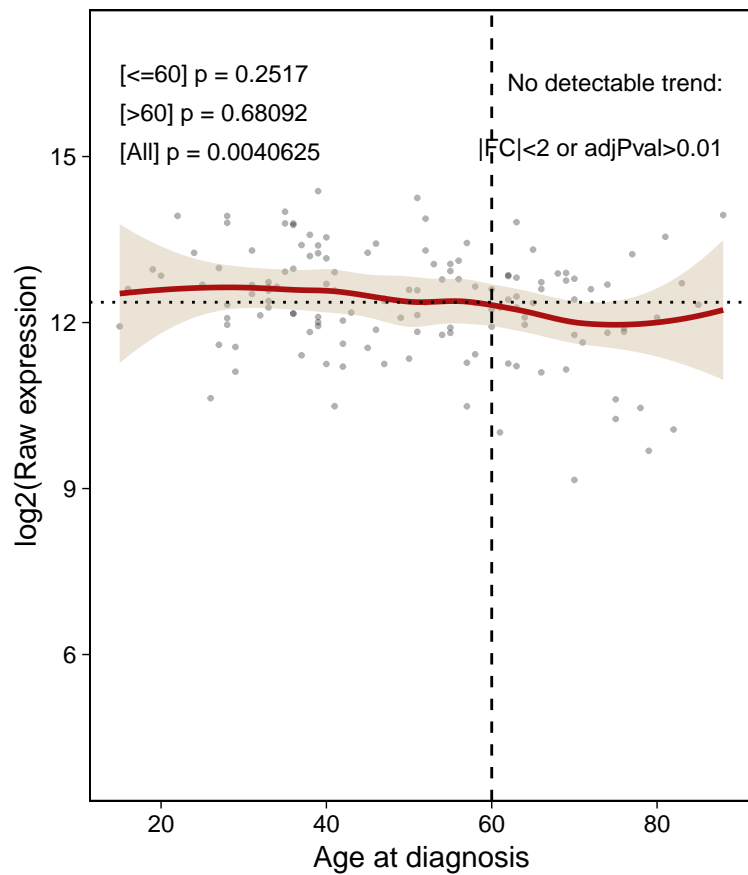 [<=60] p = 0.2517
[>60] p = 0.68092
[All] p = 0.0040625
No detectable trend:
|FC|<2 or adjPval>0.01
log2(Raw expression)
15
12
9
6
20
40
60
80
Age at diagnosis